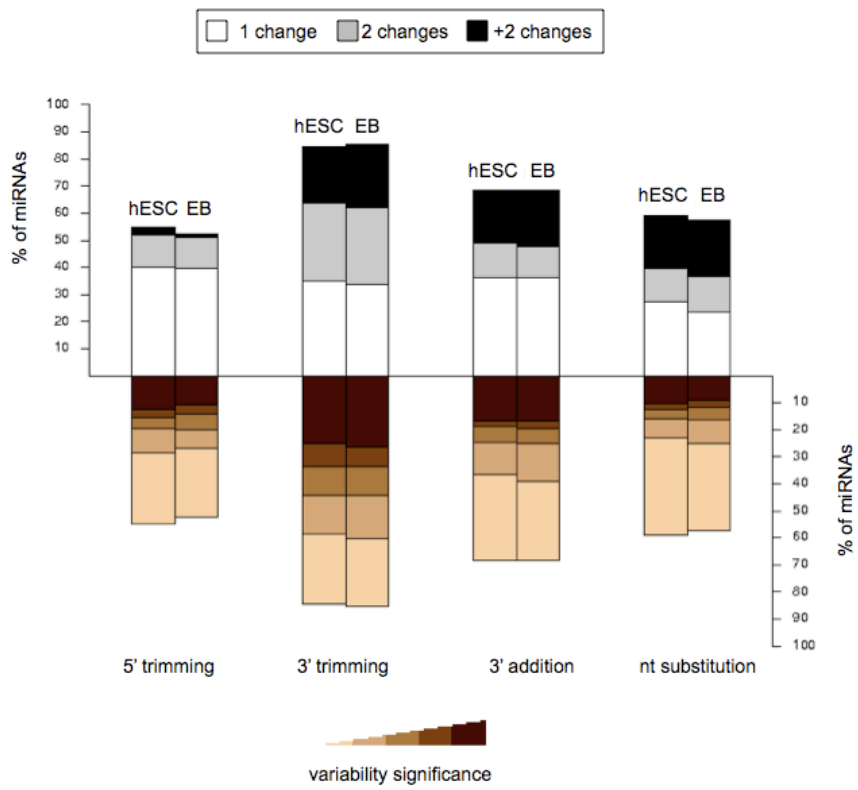 1 change 2 changes +2 changes
% of miRNAs
100
90
80
70
60
50
40
30
20
10
hESC EB
hESC EB
hESC EB
hESC EB
10
20
30
40
50
60
70
80
90
100
% of miRNAs
5’ trimming 3’ trimming 3’ addition nt substitution
variability significance